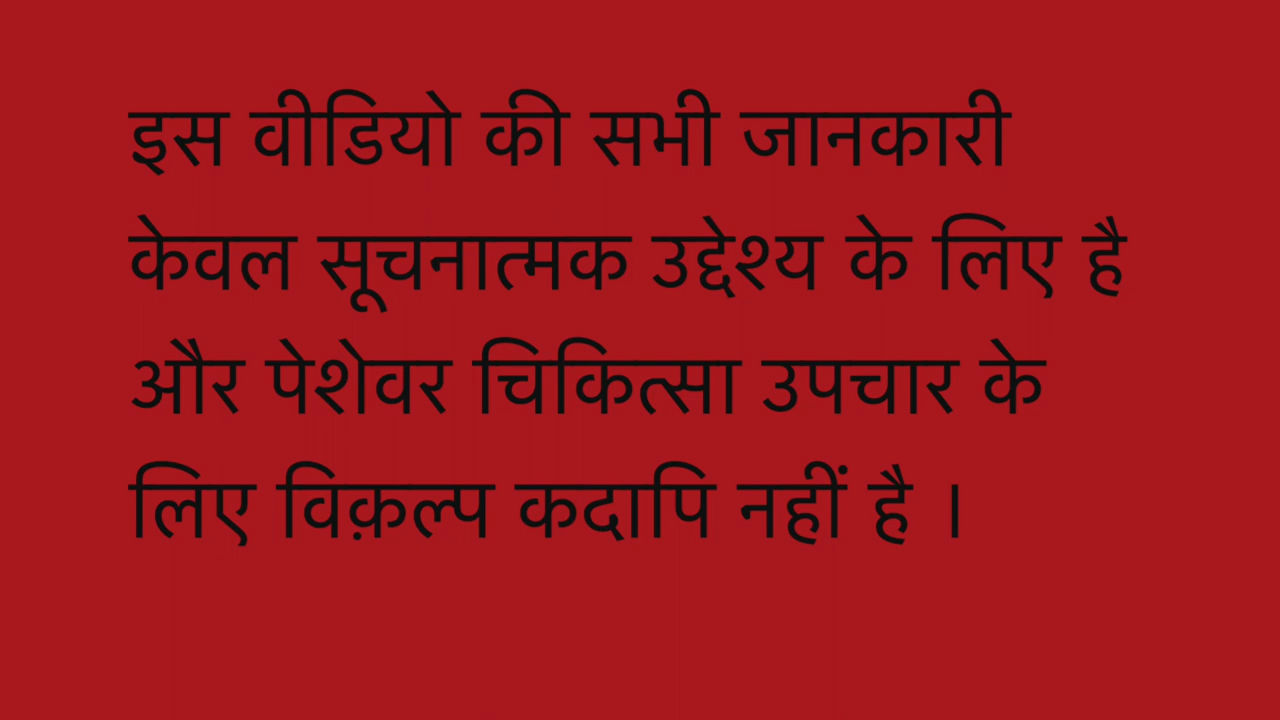 इस वीडियो की सभी जानकारी
केवल सूचनात्मक उद्देश्य के लिए है
और पेशेवर चिकित्सा उपचार के
लिए विक़ल्प कदापि नहीं है ।